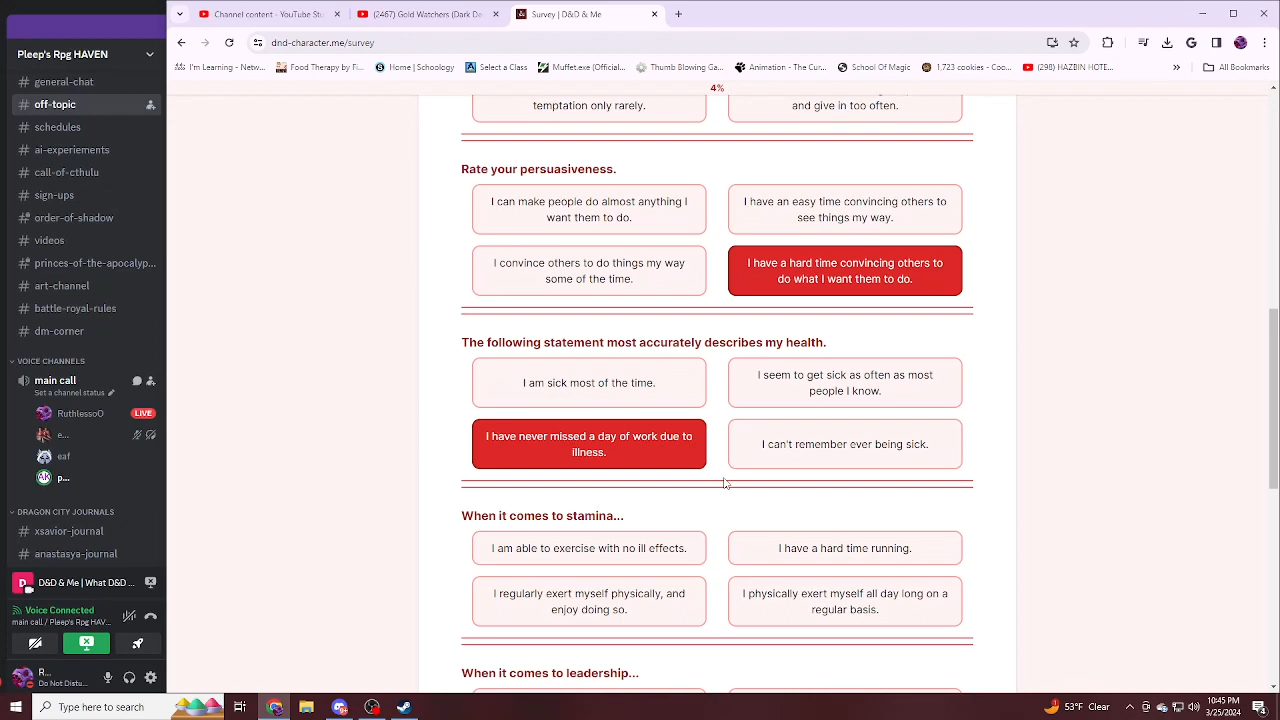 Channel content - YouTube Stu
(2467) Gold Watchers (Dark De
Survey | D&D & Me
dnd-character.me/survey
I'm Learning - Netw...
Food Therapy by Fi...
Home | Schoology
Select a Class
Muffet.exe (Official...
Thumb Blowing Ga...
Animation - The Cur...
School Of Magic
1,723 cookies - Coo...
(298) HAZBIN HOTE...
All Bookmarks
Pleep's Rpg HAVEN
general-chat
off-topic
schedules
ai-experiements
call-of-cthulu
sign-ups
order-of-shadow
videos
princes-of-the-apocalyp...
art-channel
battle-royal-rules
dm-corner
VOICE CHANNELS
main call
Set a channel status
RuthlessoO
LIVE
e...
eaf
p...
DRAGON CITY JOURNALS
xsavior-journal
anastasya-journal
D&D & Me | What D&D ...
Voice Connected
main call / Pleep's Rpg HAV...
R...
Do Not Distu...
4%
temptation only rarely.
and give in too often.
Rate your persuasiveness.
I can make people do almost anything I
want them to do.
I have an easy time convincing others to
see things my way.
I convince others to do things my way
some of the time.
I have a hard time convincing others to
do what I want them to do.
The following statement most accurately describes my health.
I am sick most of the time.
I seem to get sick as often as most
people I know.
I have never missed a day of work due to
illness.
I can't remember ever being sick.
When it comes to stamina...
I am able to exercise with no ill effects.
I have a hard time running.
I regularly exert myself physically, and
enjoy doing so.
I physically exert myself all day long on a
regular basis.
When it comes to leadership...
Type here to search
53°F Clear
10:45 PM
3/25/2024